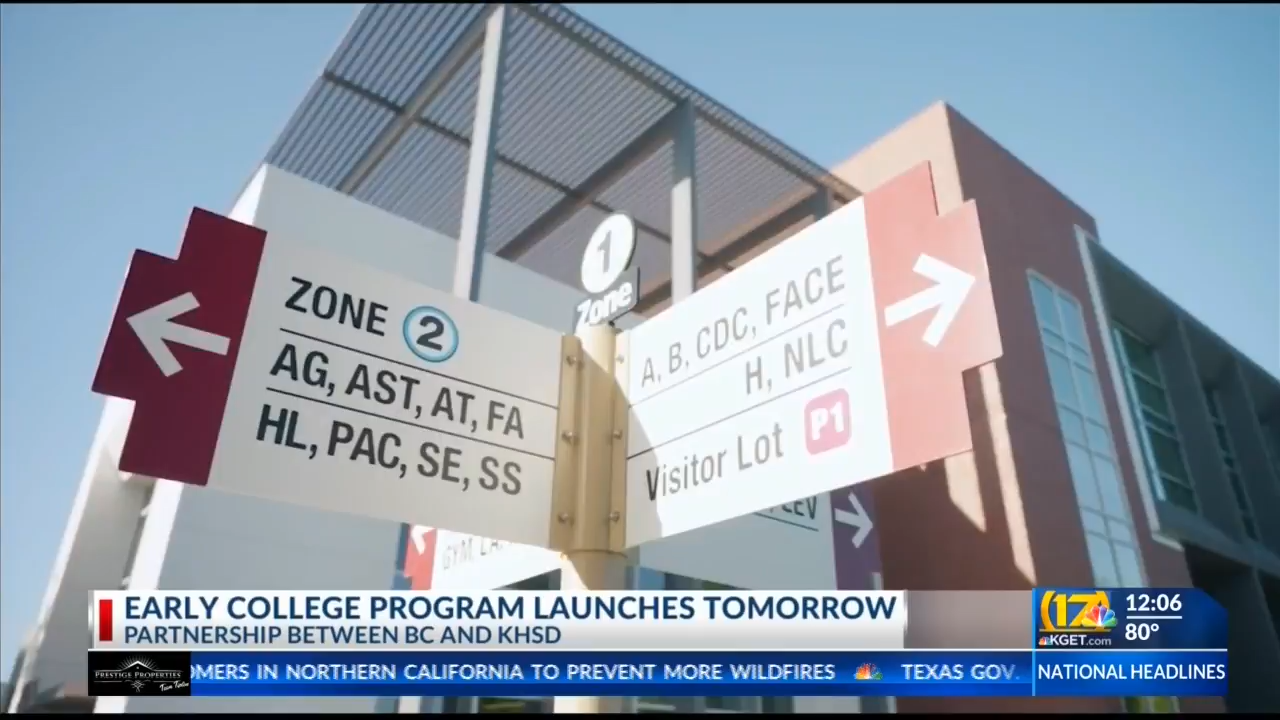 1
Zone
ZONE 2
AG, AST, AT, FA
HL, PAC, SE, SS
A, B, CDC, FACE
H, NLC
Visitor Lot P1
GYM,
EARLY COLLEGE PROGRAM LAUNCHES TOMORROW
PARTNERSHIP BETWEEN BC AND KHSD
17
KGET.com
12:06
80°
PRESTIGE PROPERTIES
OMERS IN NORTHERN CALIFORNIA TO PREVENT MORE WILDFIRES TEXAS GOV.
NATIONAL HEADLINES